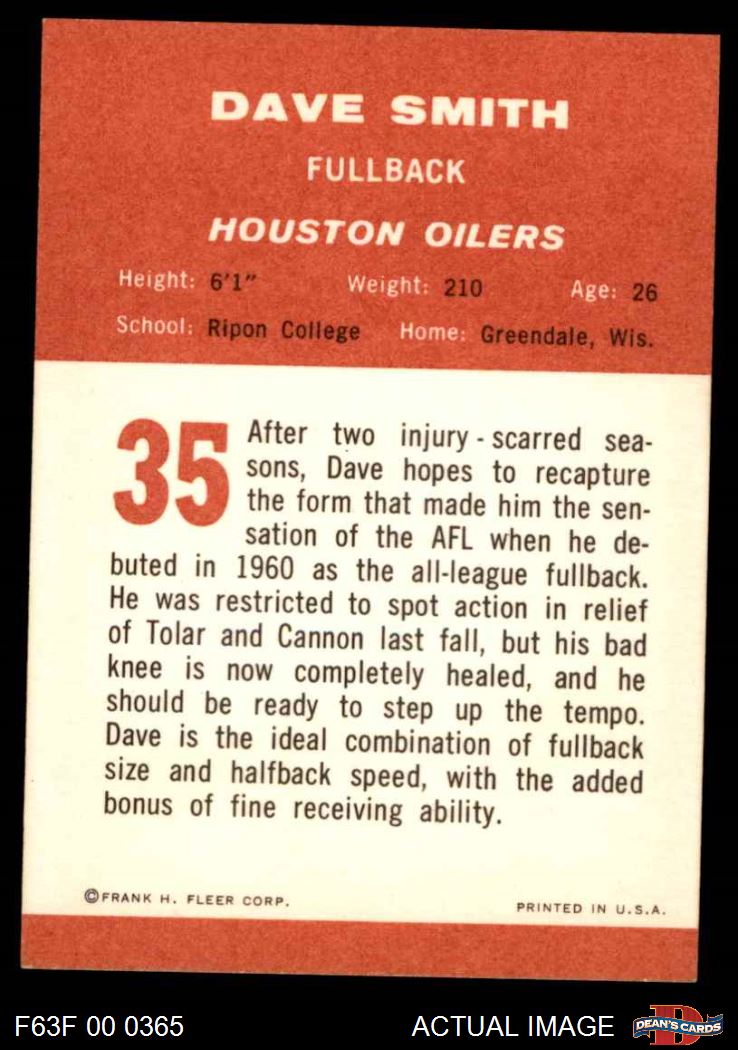 DAVE SMITH
FULLBACK
HOUSTON OILERS
Height: 6'1" Weight: 210 Age: 26
School: Ripon College Home: Greendale, Wis.
35
After two injury-scarred sea-
sons, Dave hopes to recapture
the form that made him the sen-
sation of the AFL when he de-
buted in 1960 as the all-league fullback.
He was restricted to spot action in relief
of Tolar and Cannon last fall, but his bad
knee is now completely healed, and he
should be ready to step up the tempo.
Dave is the ideal combination of fullback
size and halfback speed, with the added
bonus of fine receiving ability.
©FRANK H. FLEER CORP. PRINTED IN U.S.A.
F63F 00 0365 ACTUAL IMAGE D DEAN'S CARDS